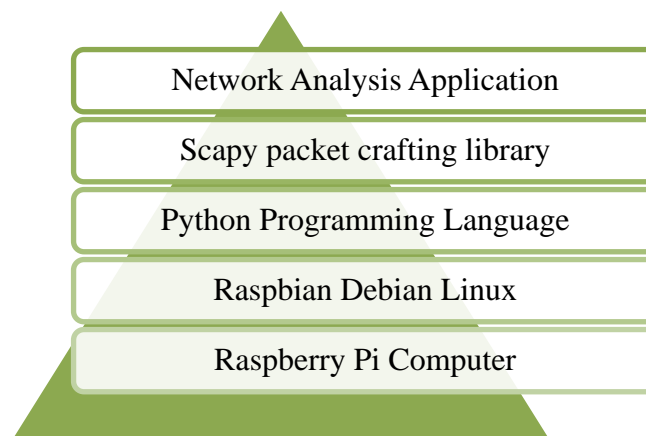 Network Analysis Application
Scapy packet crafting library
Python Programming Language
Raspbian Debian Linux
Raspberry Pi Computer